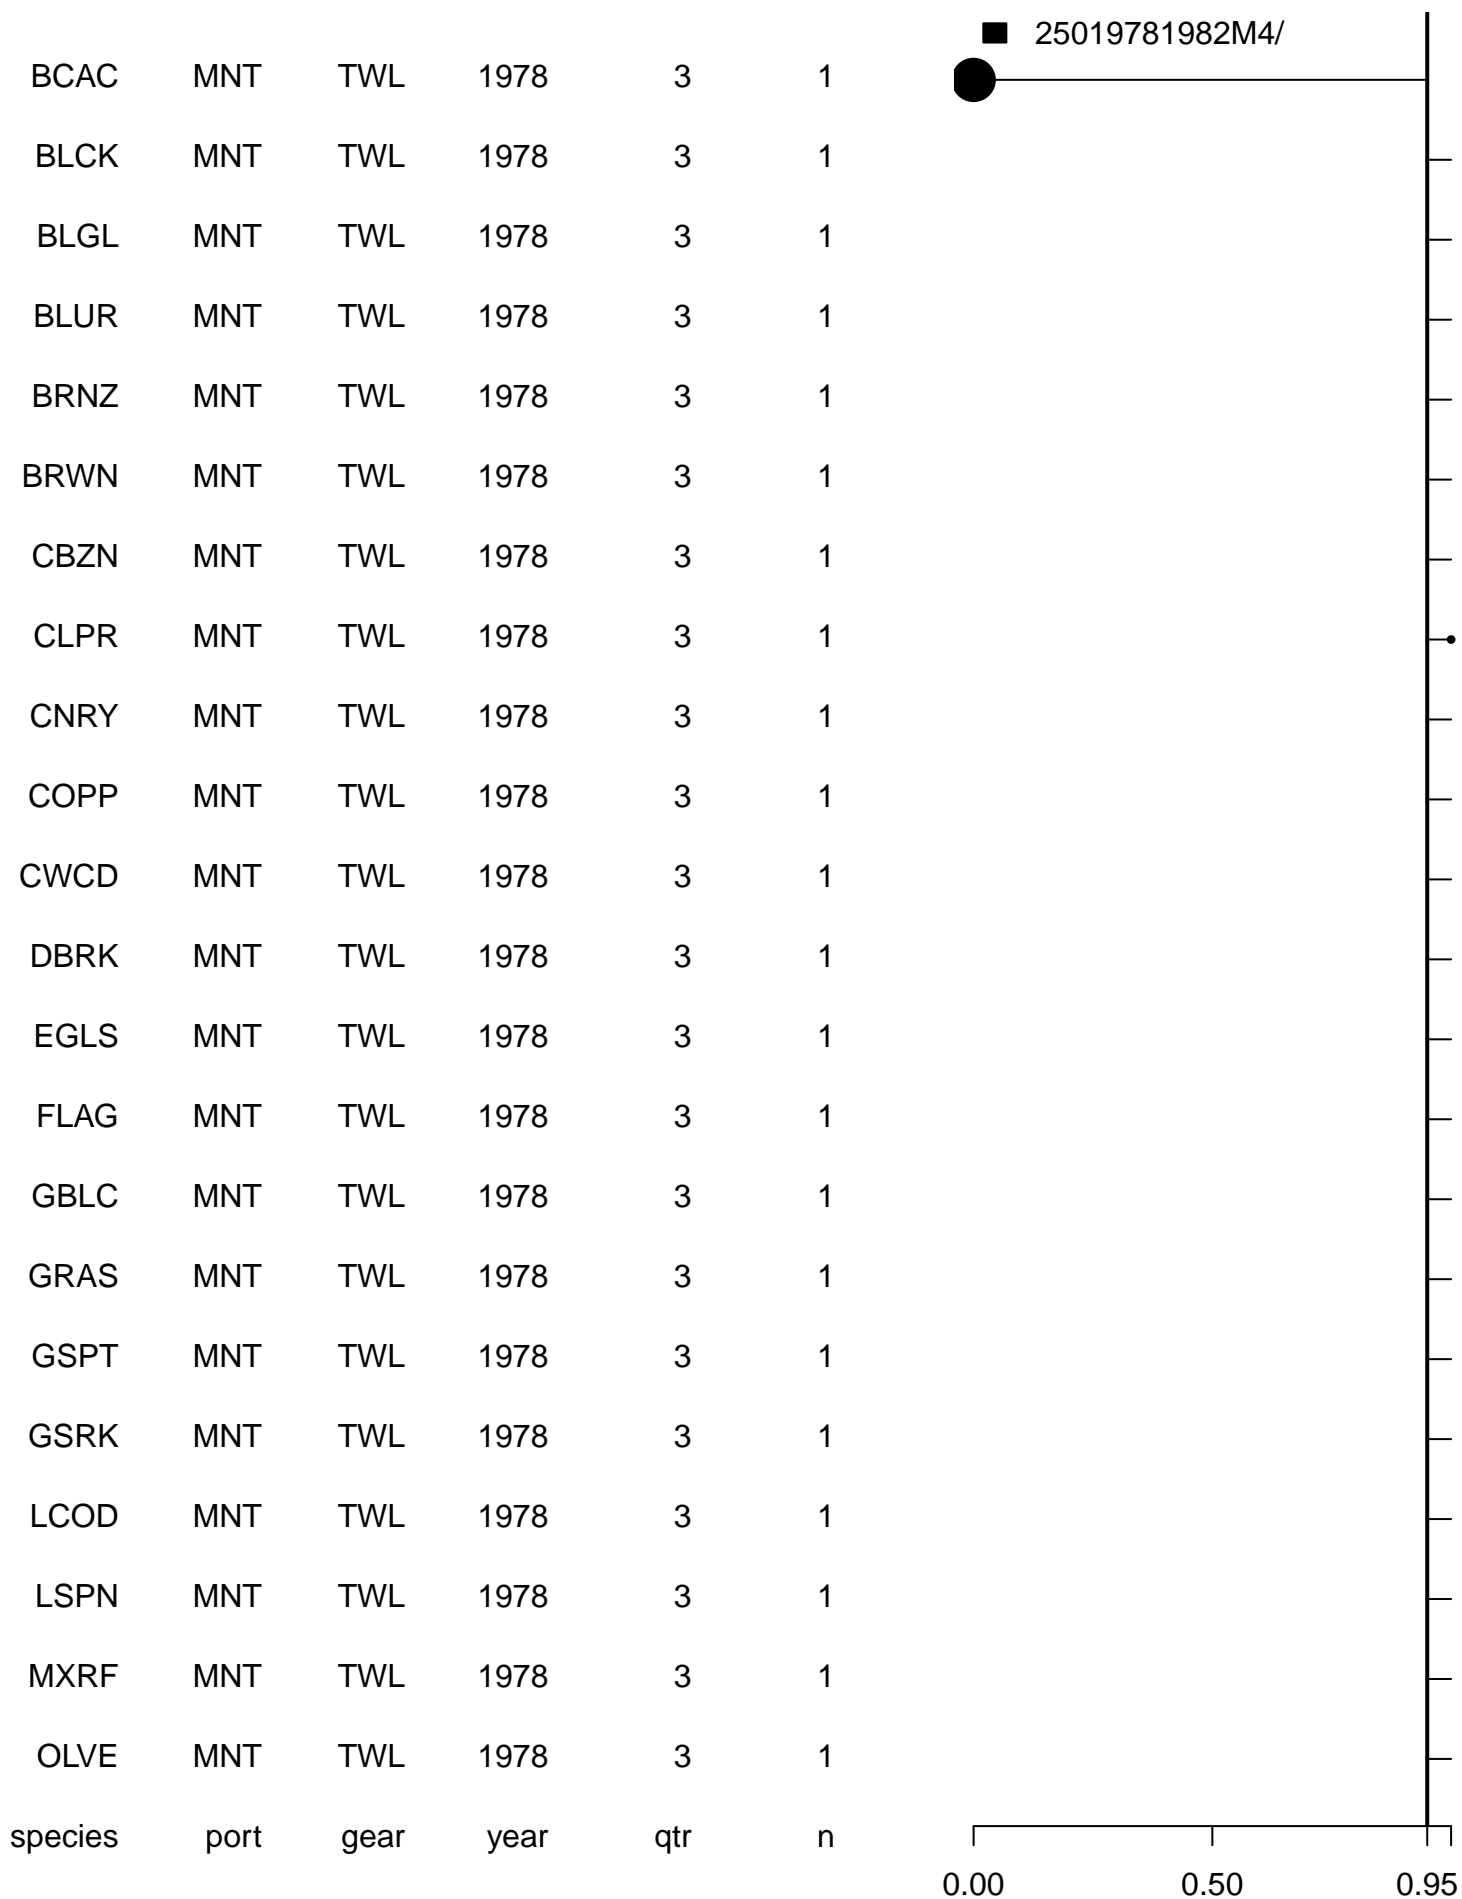 25019781982M4/
BCAC MNT TWL 1978 3 1
BLCK MNT TWL 1978 3 1
BLGL MNT TWL 1978 3 1
BLUR MNT TWL 1978 3 1
BRNZ MNT TWL 1978 3 1
BRWN MNT TWL 1978 3 1
CBZN MNT TWL 1978 3 1
CLPR MNT TWL 1978 3 1
CNRY MNT TWL 1978 3 1
COPP MNT TWL 1978 3 1
CWCD MNT TWL 1978 3 1
DBRK MNT TWL 1978 3 1
EGLS MNT TWL 1978 3 1
FLAG MNT TWL 1978 3 1
GBLC MNT TWL 1978 3 1
GRAS MNT TWL 1978 3 1
GSPT MNT TWL 1978 3 1
GSRK MNT TWL 1978 3 1
LCOD MNT TWL 1978 3 1
LSPN MNT TWL 1978 3 1
MXRF MNT TWL 1978 3 1
OLVE MNT TWL 1978 3 1
species port gear year qtr n
0.00 0.50 0.95